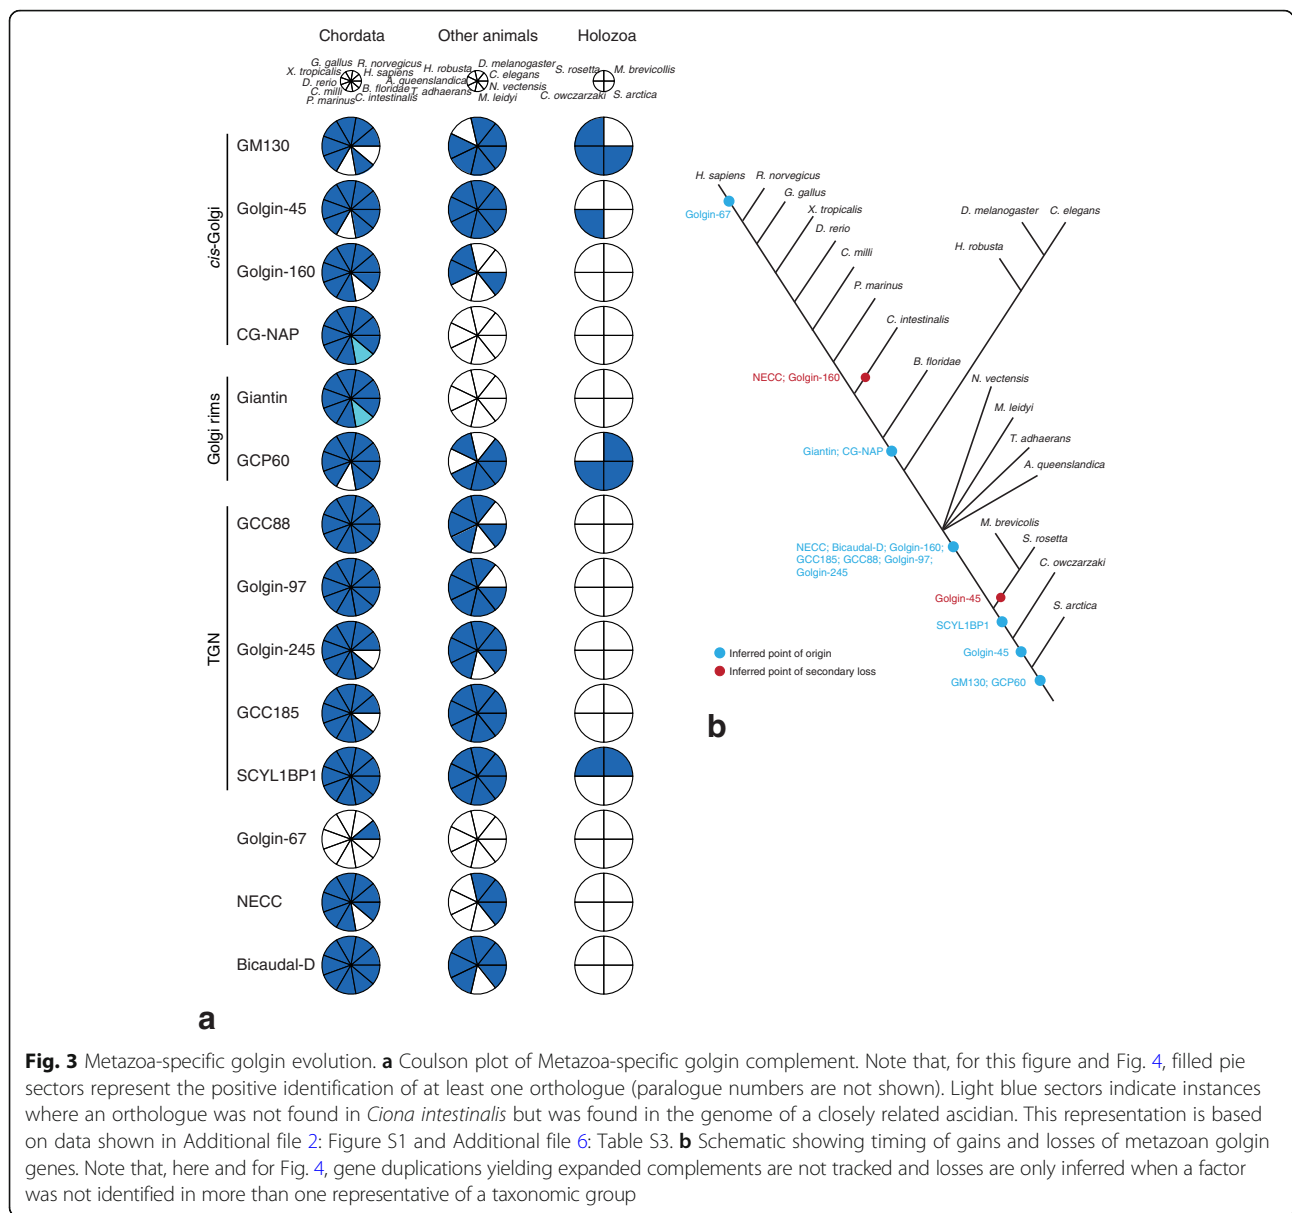 Chordata
Other animals
Holozoa
G. gallus
R. norvegicus
X. tropicalis
H. sapiens
D. rerio
C. milli
B. floridae
P. marinus
C. intestinalis
H. robusta
D. melanogaster
A. queenslandica
C. elegans
N. vectensis
T. adhaerans
M. leidyi
S. rosetta
M. brevicollis
C. owczarzaki
S. arctica
cis-Golgi
GM130
Golgin-45
Golgin-160
CG-NAP
Golgi rims
Giantin
GCP60
TGN
GCC88
Golgin-97
Golgin-245
GCC185
SCYL1BP1
Golgin-67
NECC
Bicaudal-D
a
H. sapiens
R. norvegicus
G. gallus
X. tropicalis
D. rerio
C. milli
P. marinus
C. intestinalis
B. floridae
D. melanogaster
C. elegans
H. robusta
N. vectensis
M. leidyi
T. adhaerans
A. queenslandica
M. brevicolis
S. rosetta
C. owczarzaki
S. arctica
Golgin-67
NECC; Golgin-160
Giantin; CG-NAP
NECC; Bicaudal-D; Golgin-160;
GCC185; GCC88; Golgin-97;
Golgin-245
Golgin-45
SCYL1BP1
Golgin-45
GM130; GCP60
Inferred point of origin
Inferred point of secondary loss
b
Fig. 3 Metazoa-specific golgin evolution. a Coulson plot of Metazoa-specific golgin complement. Note that, for this figure and Fig. 4, filled pie
sectors represent the positive identification of at least one orthologue (paralogue numbers are not shown). Light blue sectors indicate instances
where an orthologue was not found in Ciona intestinalis but was found in the genome of a closely related ascidian. This representation is based
on data shown in Additional file 2: Figure S1 and Additional file 6: Table S3. b Schematic showing timing of gains and losses of metazoan golgin
genes. Note that, here and for Fig. 4, gene duplications yielding expanded complements are not tracked and losses are only inferred when a factor
was not identified in more than one representative of a taxonomic group